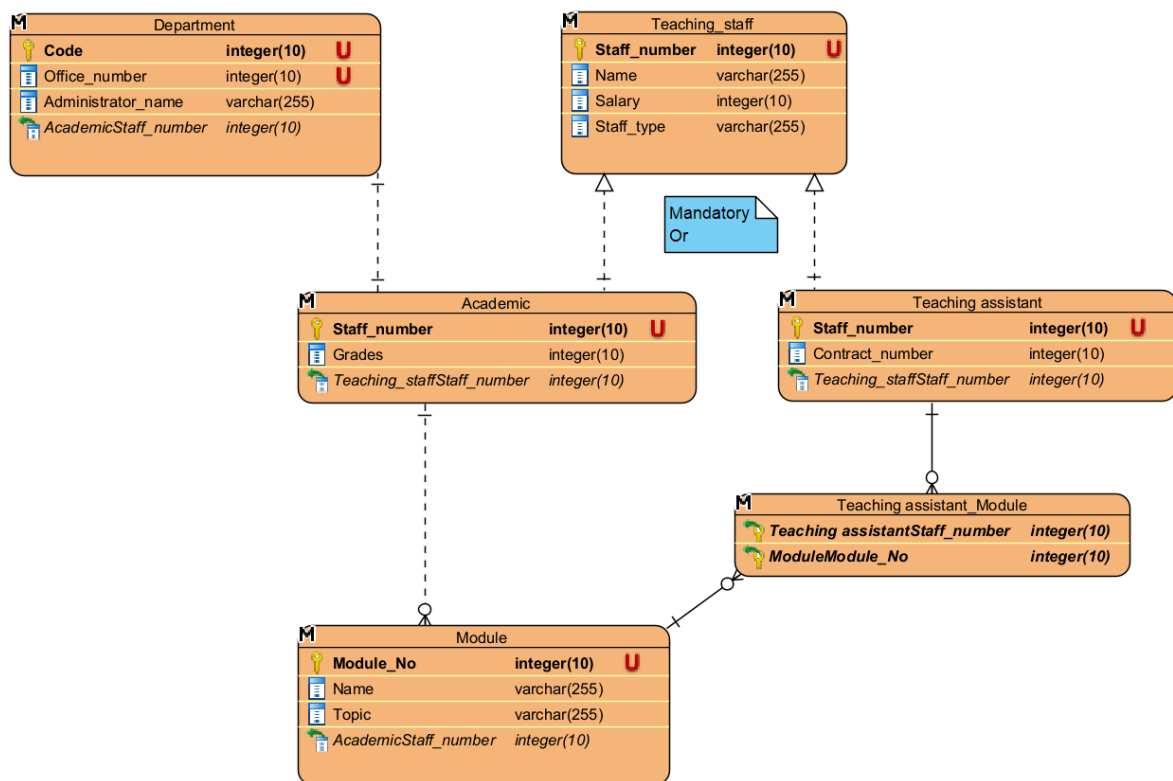 Department
Code integer(10) U
Office_number integer(10) U
Administrator_name varchar(255)
AcademicStaff_number integer(10)
Teaching_staff
Staff_number integer(10) U
Name varchar(255)
Salary integer(10)
Staff_type varchar(255)
Mandatory
Or
Academic
Staff_number integer(10) U
Grades integer(10)
Teaching_staffStaff_number integer(10)
Teaching assistant
Staff_number integer(10) U
Contract_number integer(10)
Teaching_staffStaff_number integer(10)
Teaching assistant_Module
Teaching assistantStaff_number integer(10)
ModuleModule_No integer(10)
Module
Module_No integer(10) U
Name varchar(255)
Topic varchar(255)
AcademicStaff_number integer(10)